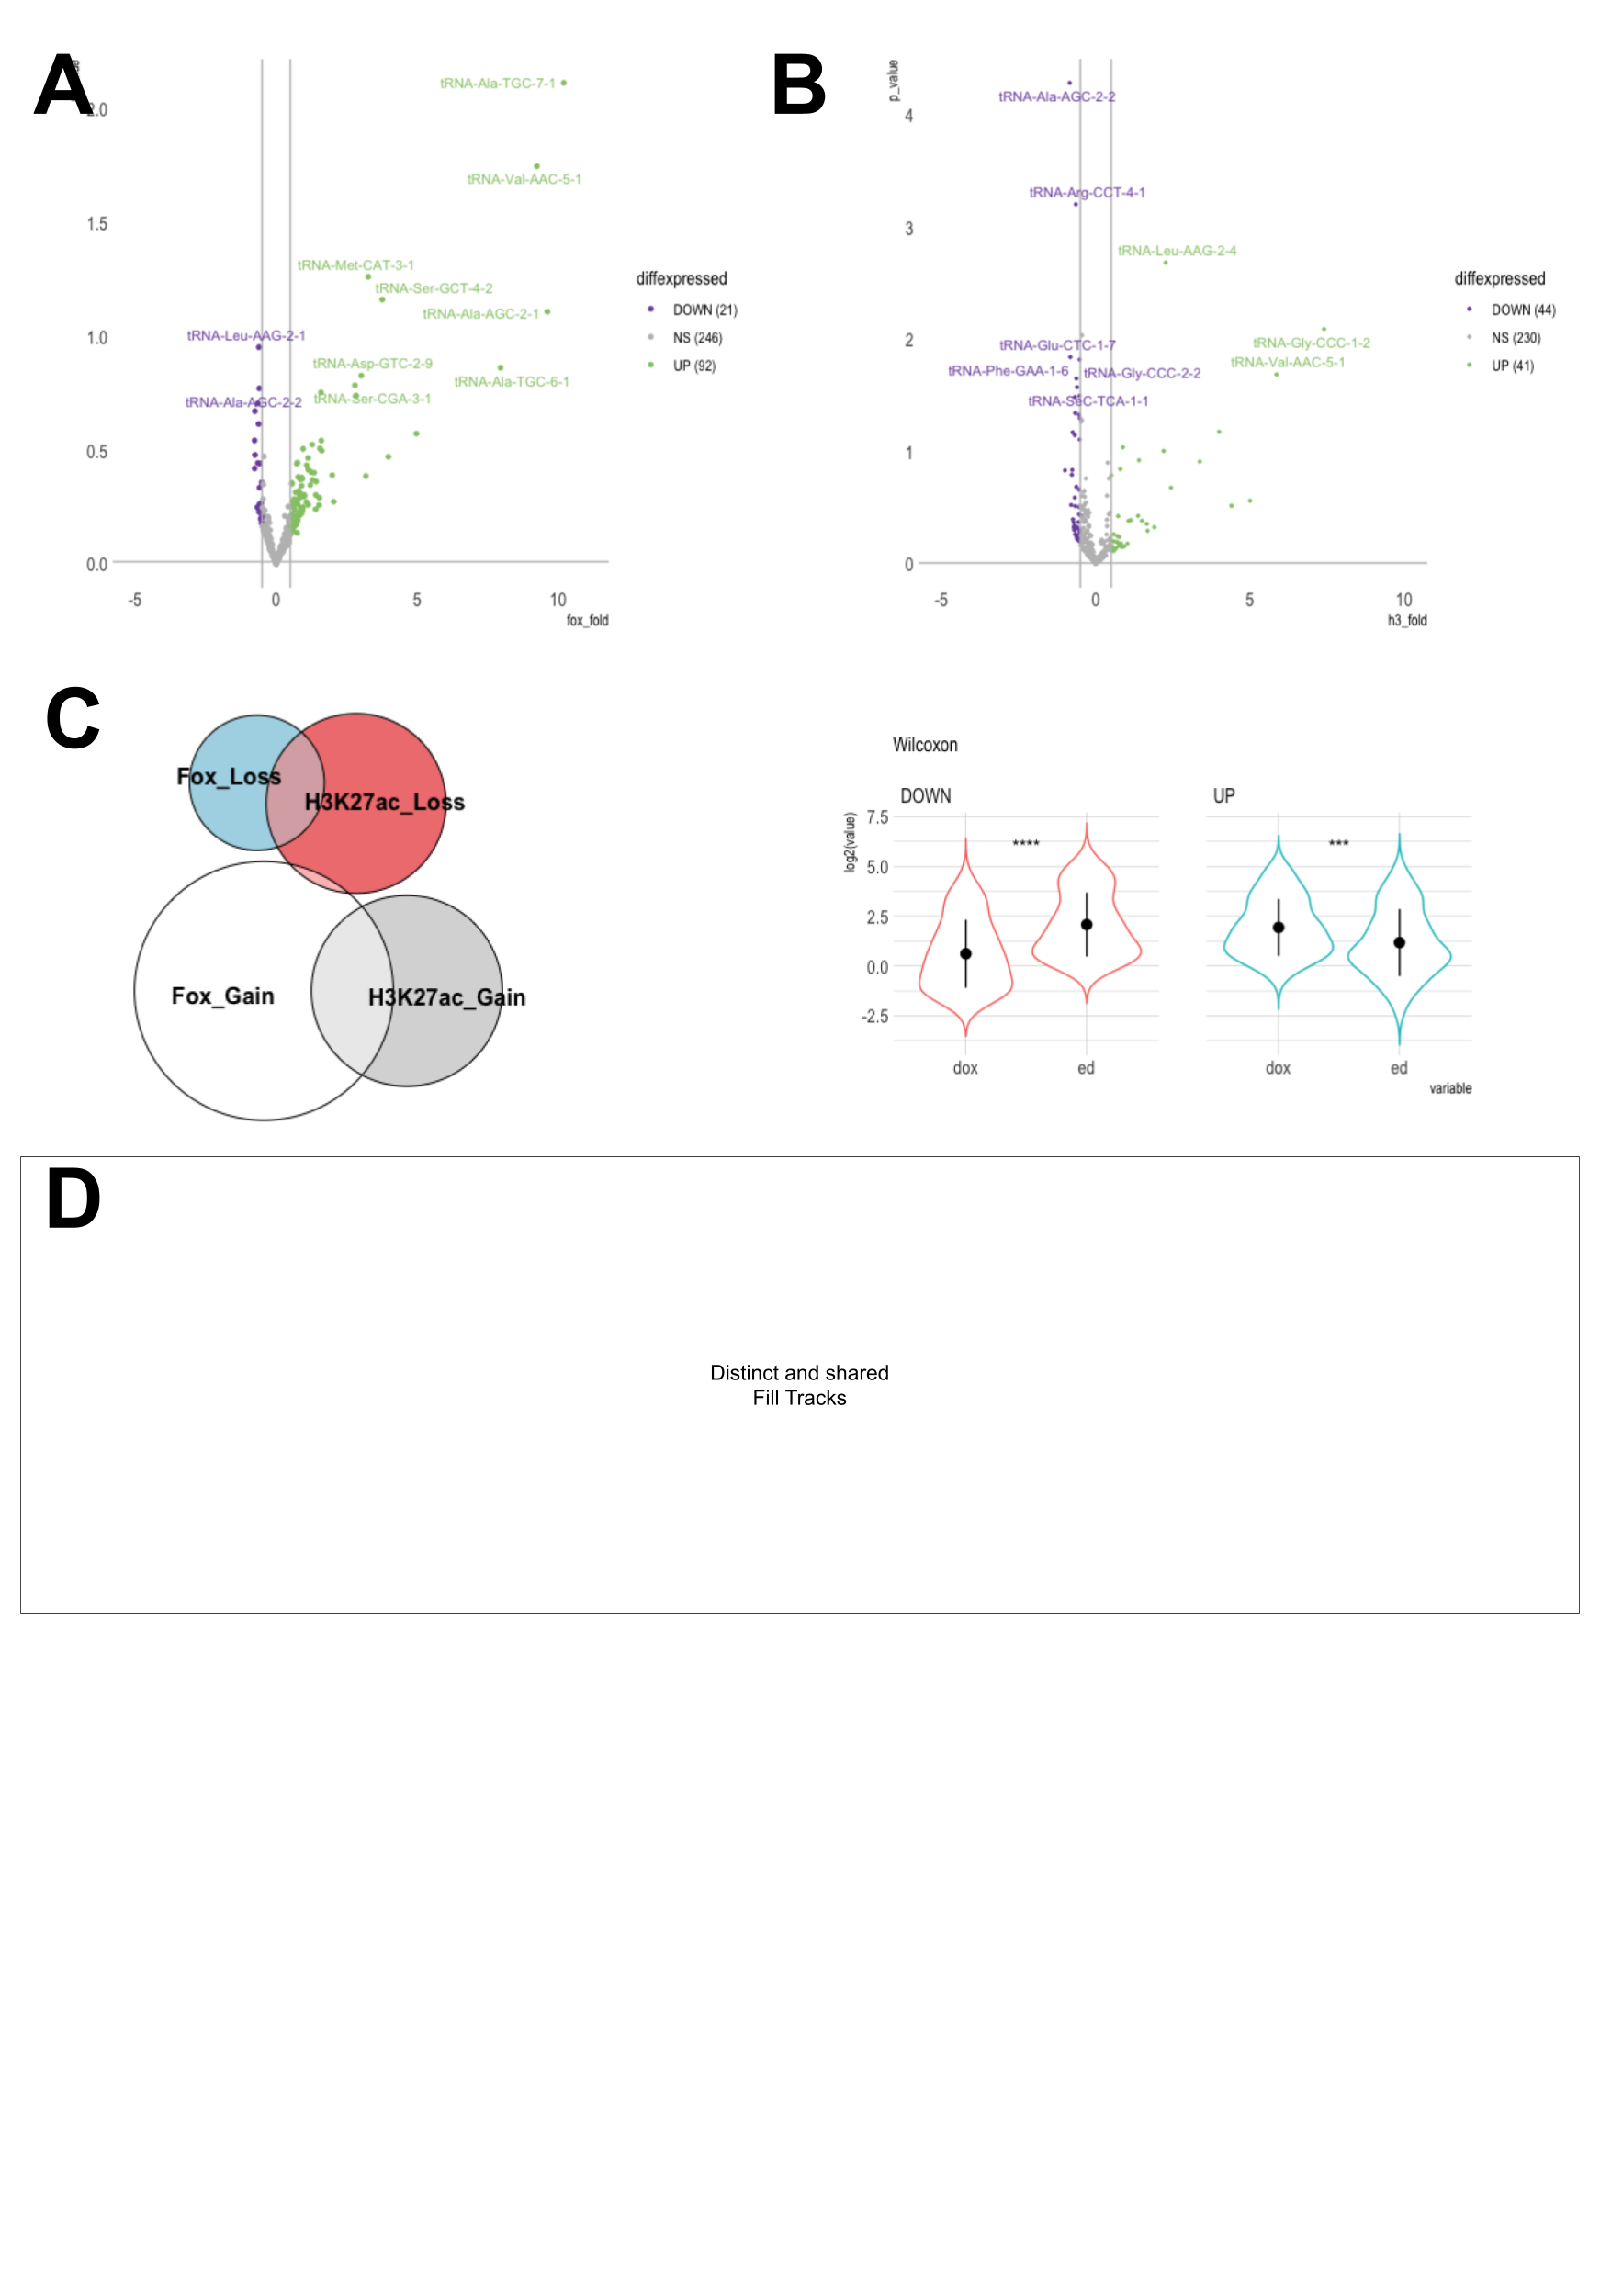 A
2.0
1.5
1.0
0.5
0.0
-5 0 5 10
fox_fold
tRNA-Ala-TGC-7-1
tRNA-Val-AAC-5-1
tRNA-Met-CAT-3-1
tRNA-Ser-GCT-4-2
tRNA-Ala-AGC-2-1
tRNA-Leu-AAG-2-1
tRNA-Asp-GTC-2-9
tRNA-Ala-TGC-6-1
tRNA-Ala-AGC-2-2
tRNA-Ser-CGA-3-1
diffexpressed
DOWN (21)
NS (246)
UP (92)
B
p_value
4
3
2
1
0
-5 0 5 10
h3_fold
tRNA-Ala-AGC-2-2
tRNA-Arg-CCT-4-1
tRNA-Leu-AAG-2-4
tRNA-Glu-CTC-1-7
tRNA-Gly-CCC-1-2
tRNA-Val-AAC-5-1
tRNA-Phe-GAA-1-6
tRNA-Gly-CCC-2-2
tRNA-SeC-TCA-1-1
diffexpressed
DOWN (44)
NS (230)
UP (41)
C
Fox_Loss
H3K27ac_Loss
Fox_Gain
H3K27ac_Gain
Wilcoxon
DOWN UP
log2(value)
7.5
5.0
2.5
0.0
-2.5
**** ***
dox ed dox ed
variable
D
Distinct and shared
Fill Tracks